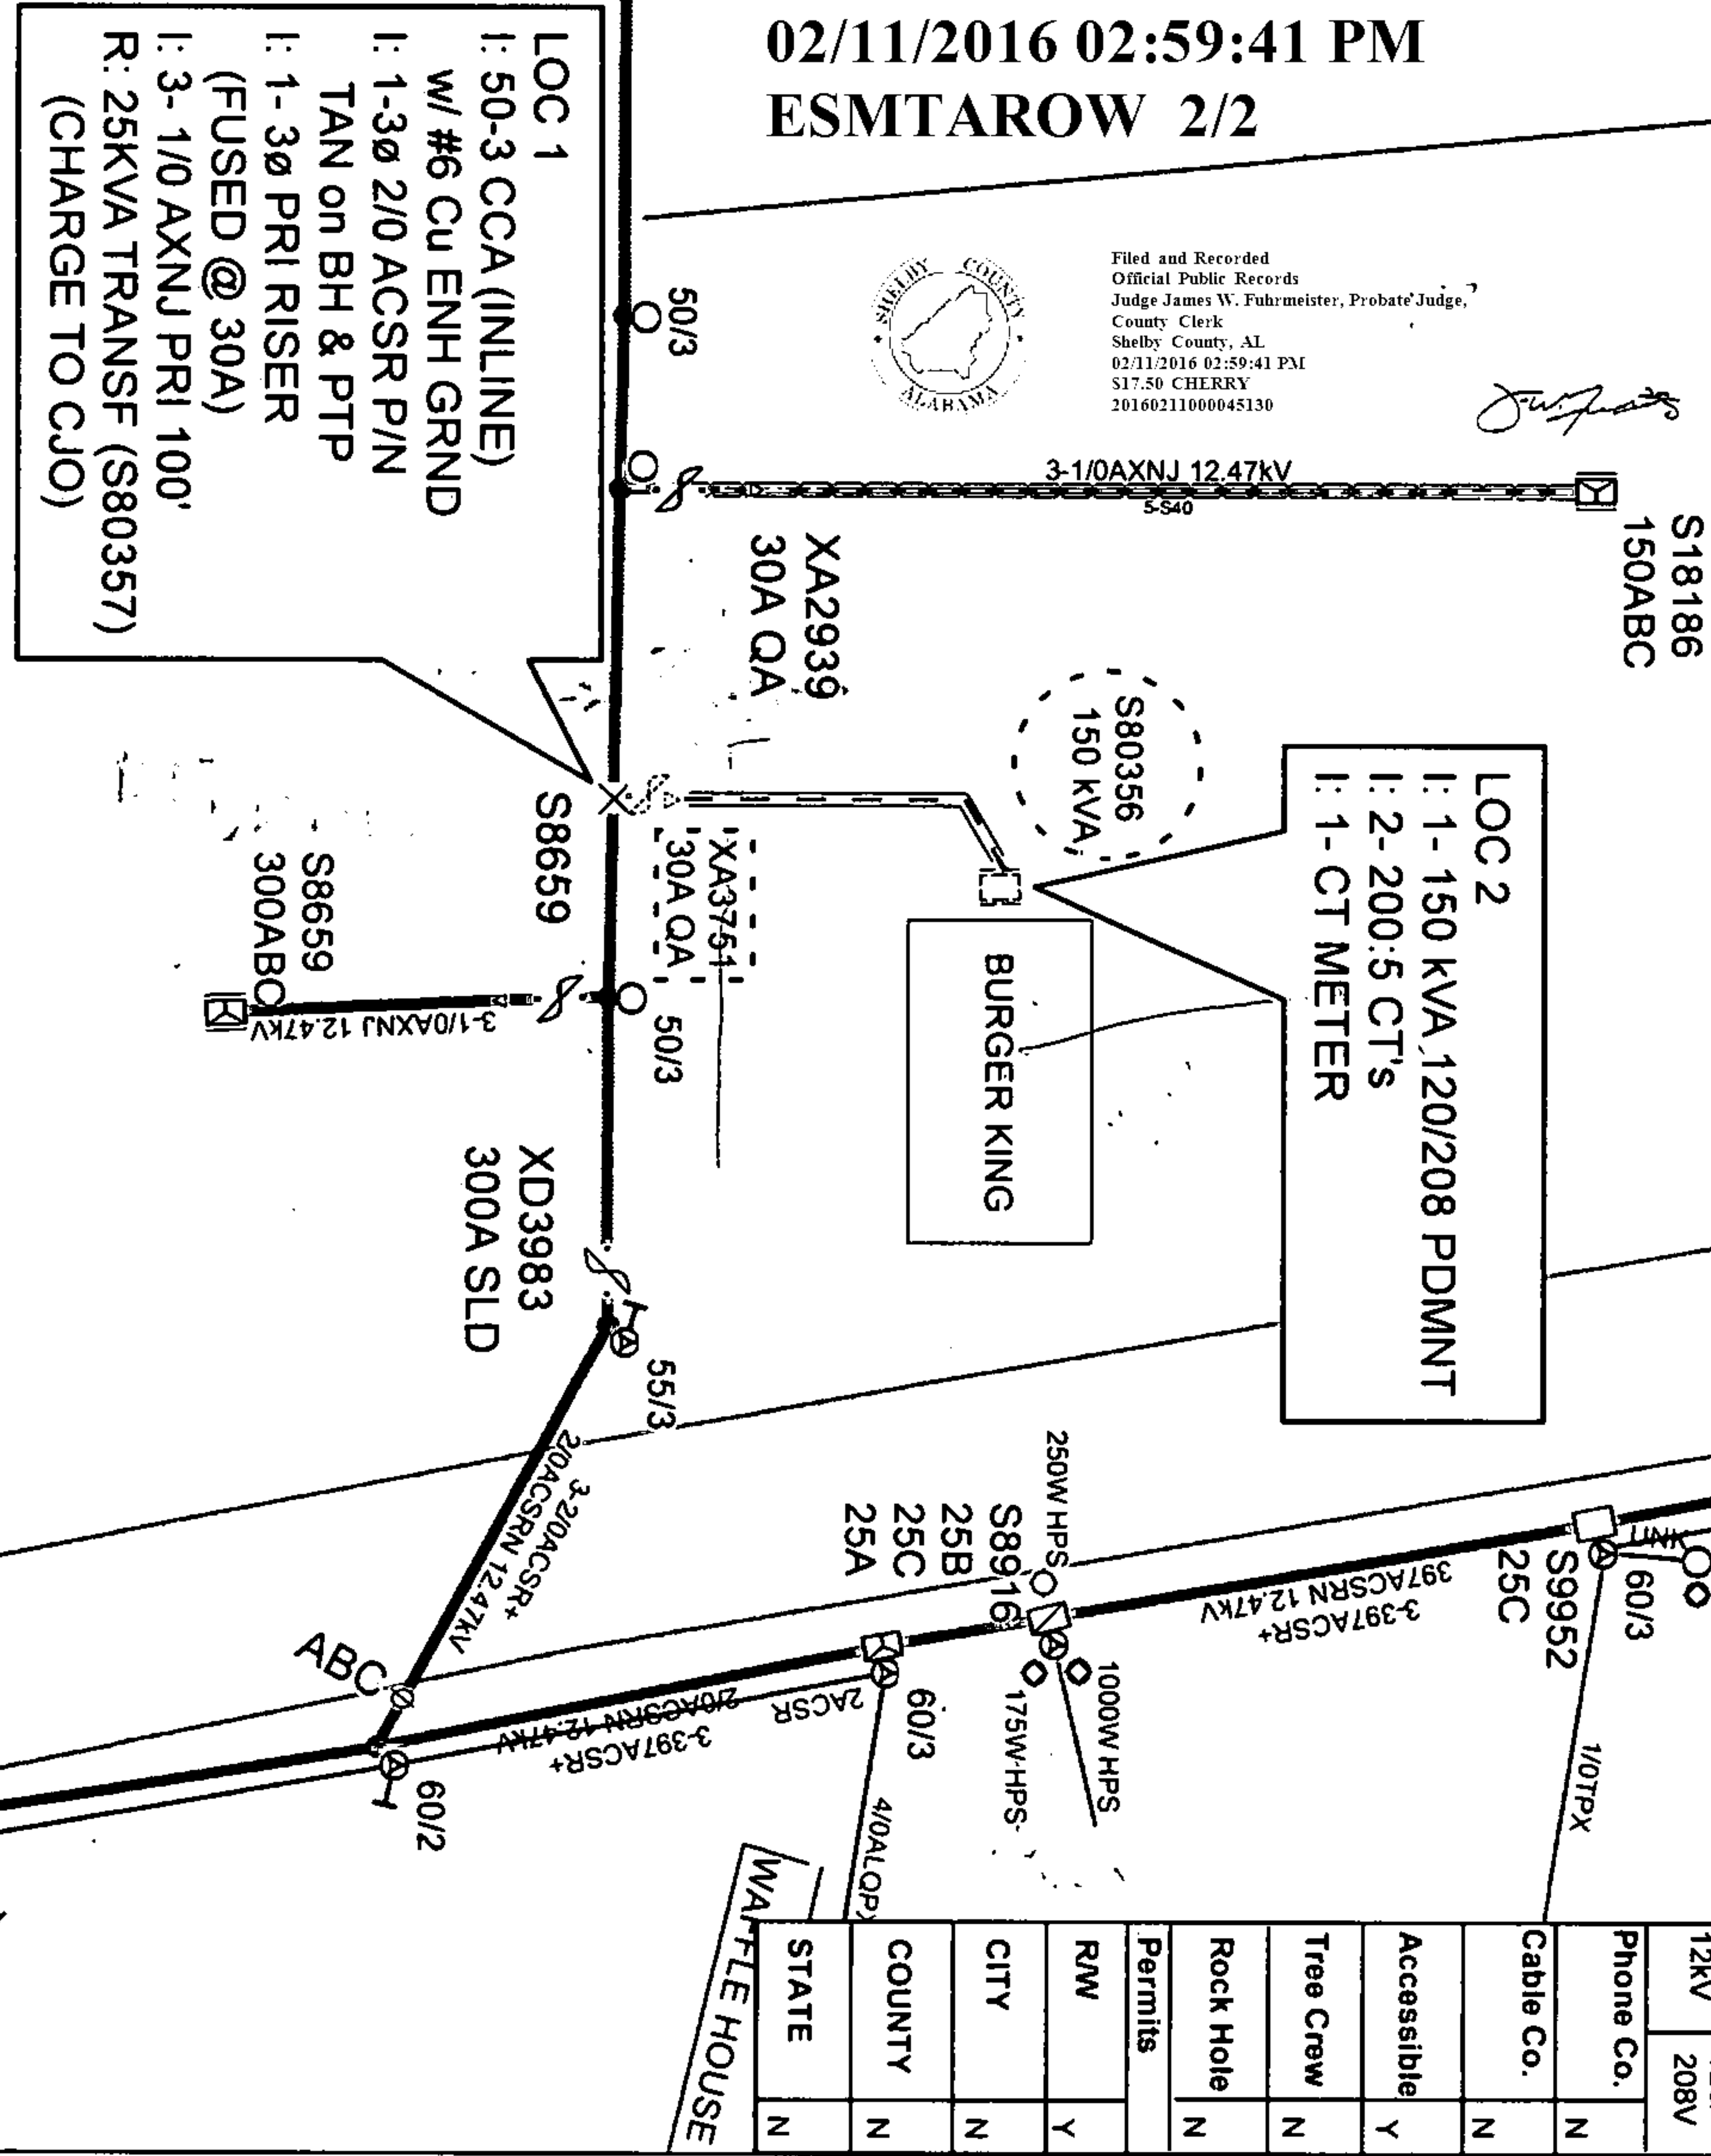 02/11/2016 02:59:41 PM
ESMTAROW 2/2
SHELBY COUNTY
ALABAMA
Filed and Recorded
Official Public Records
Judge James W. Fuhrmeister, Probate Judge,
County Clerk
Shelby County, AL
02/11/2016 02:59:41 PM
S17.50 CHERRY
20160211000045130
LOC 1
I: 50-3 CCA (INLINE)
w/ #6 Cu ENH GRND
I: 1-3ø 2/0 ACSR P/N
TAN on BH & PTP
I: 1- 3ø PRI RISER
(FUSED @ 30A)
I: 3- 1/0 AXNJ PRI 100'
R: 25KVA TRANSF (S80357)
(CHARGE TO CJO)
50/3
3-1/0AXNJ 12.47kV
5-S40
S18186
150ABC
XA2939
30A QA
S80356
150 kVA
LOC 2
I: 1- 150 kVA 120/208 PDMNT
I: 2- 200:5 CT's
I: 1- CT METER
XA3751
30A QA
S8659
S8659
300ABC
3-1/0AXNJ 12.47kV
50/3
BURGER KING
XD3983
300A SLD
55/3
3-2/0ACSR+
2/0ACSRN 12.47kV
ABC
60/2
250W HPS
S8916
25B
25C
25A
3-397ACSR+
397ACSRN 12.47kV
S9952
25C
60/3
LINK
1/0TPX
1000W HPS
175W HPS
60/3
2ACSR
3-397ACSR+
2/0ACSRN 12.47kV
4/0ALQPX
WAFFLE HOUSE
12kV 208V
Phone Co. N
Cable Co. N
Accessible Y
Tree Crew N
Rock Hole N
Permits
R/W Y
CITY N
COUNTY N
STATE N